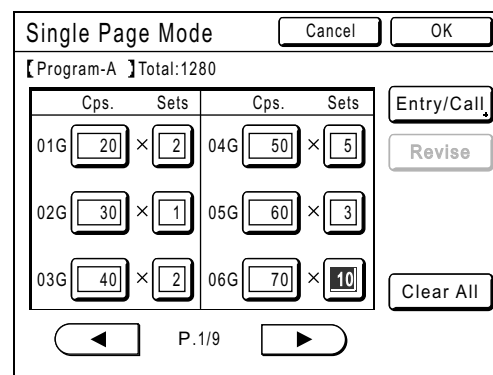 Single Page Mode Cancel OK
【Program-A 】Total:1280
Cps. Sets Cps. Sets Entry/Call
01G 20 × 2 04G 50 × 5 Revise
02G 30 × 1 05G 60 × 3
03G 40 × 2 06G 70 × 10 Clear All
◀ P.1/9 ▶